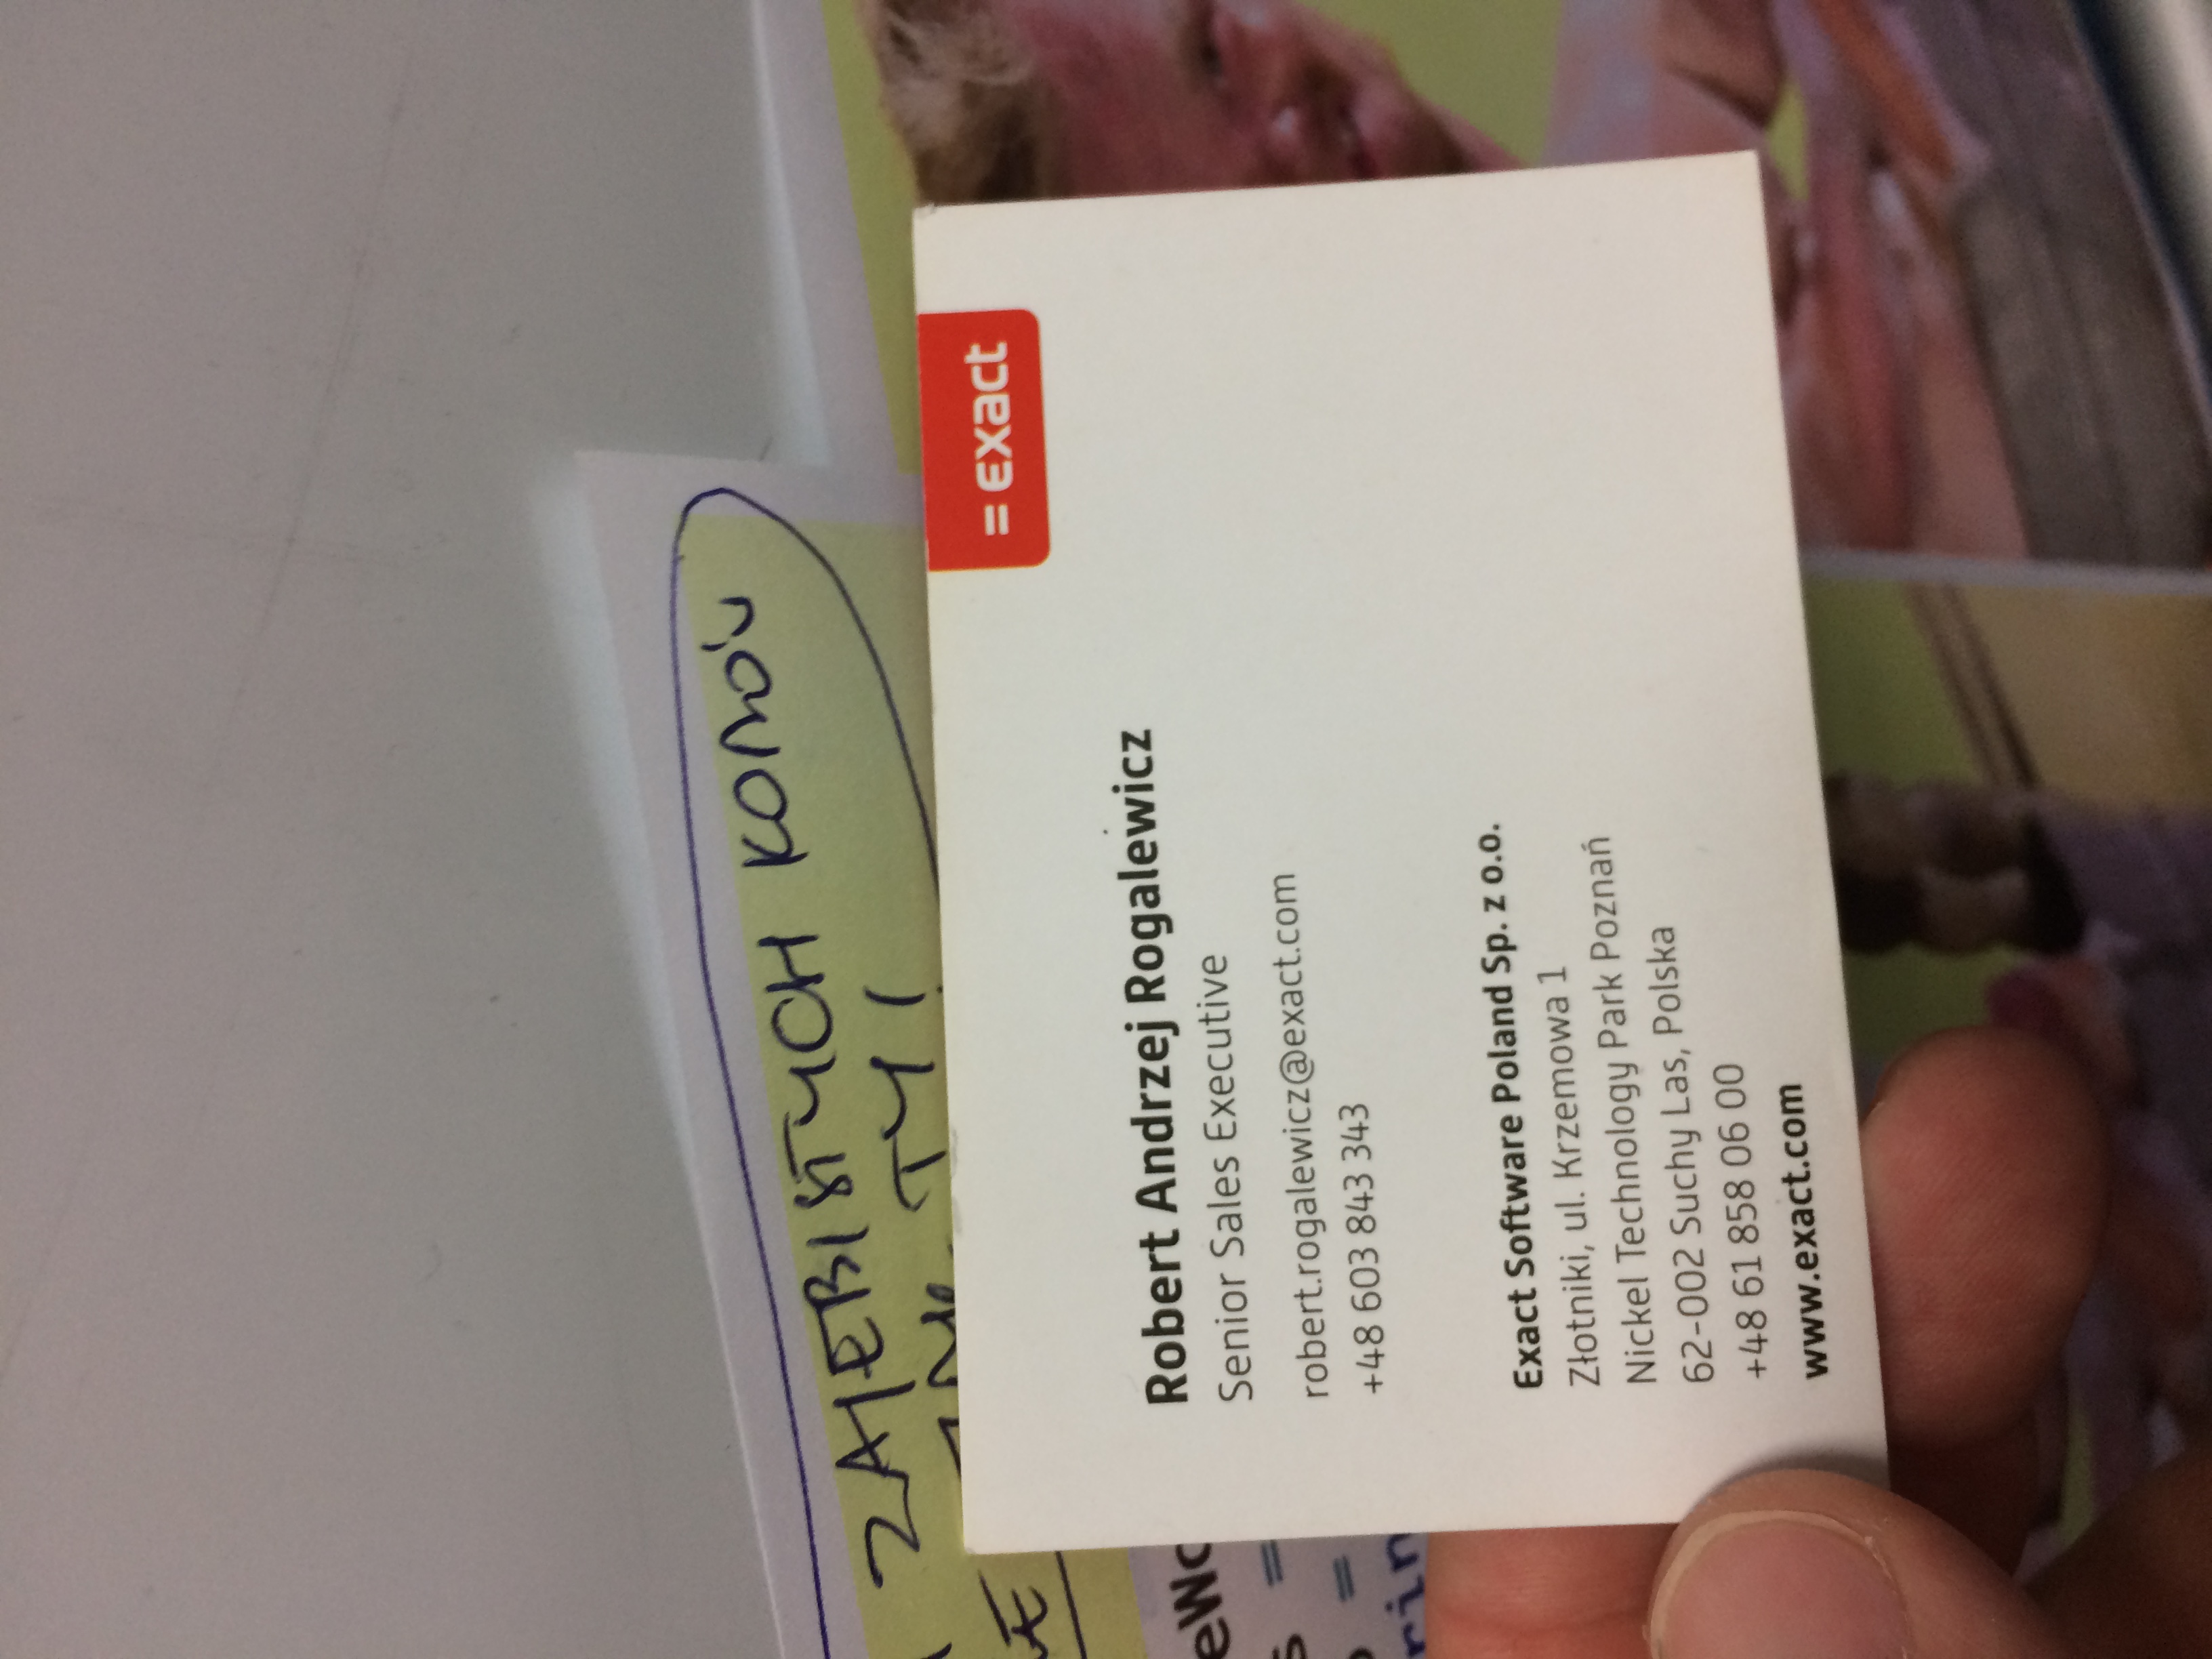 = exact
Robert Andrzej Rogalewicz
Senior Sales Executive
robert.rogalewicz@exact.com
+48 603 843 343
Exact Software Poland Sp. z o.o.
Złotniki, ul. Krzemowa 1
Nickel Technology Park Poznań
62-002 Suchy Las, Polska
+48 61 858 06 00
www.exact.com
TY!